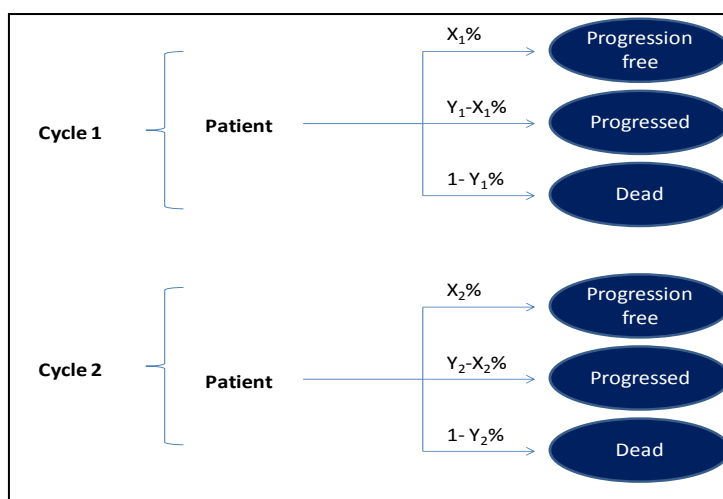 X₁%
Progression
free
Cycle 1
Patient
Y₁-X₁%
Progressed
1- Y₁%
Dead
X₂%
Progression
free
Cycle 2
Patient
Y₂-X₂%
Progressed
1- Y₂%
Dead